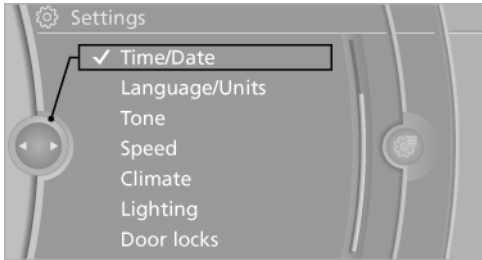 Settings
Time/Date
Language/Units
Tone
Speed
Climate
Lighting
Door locks